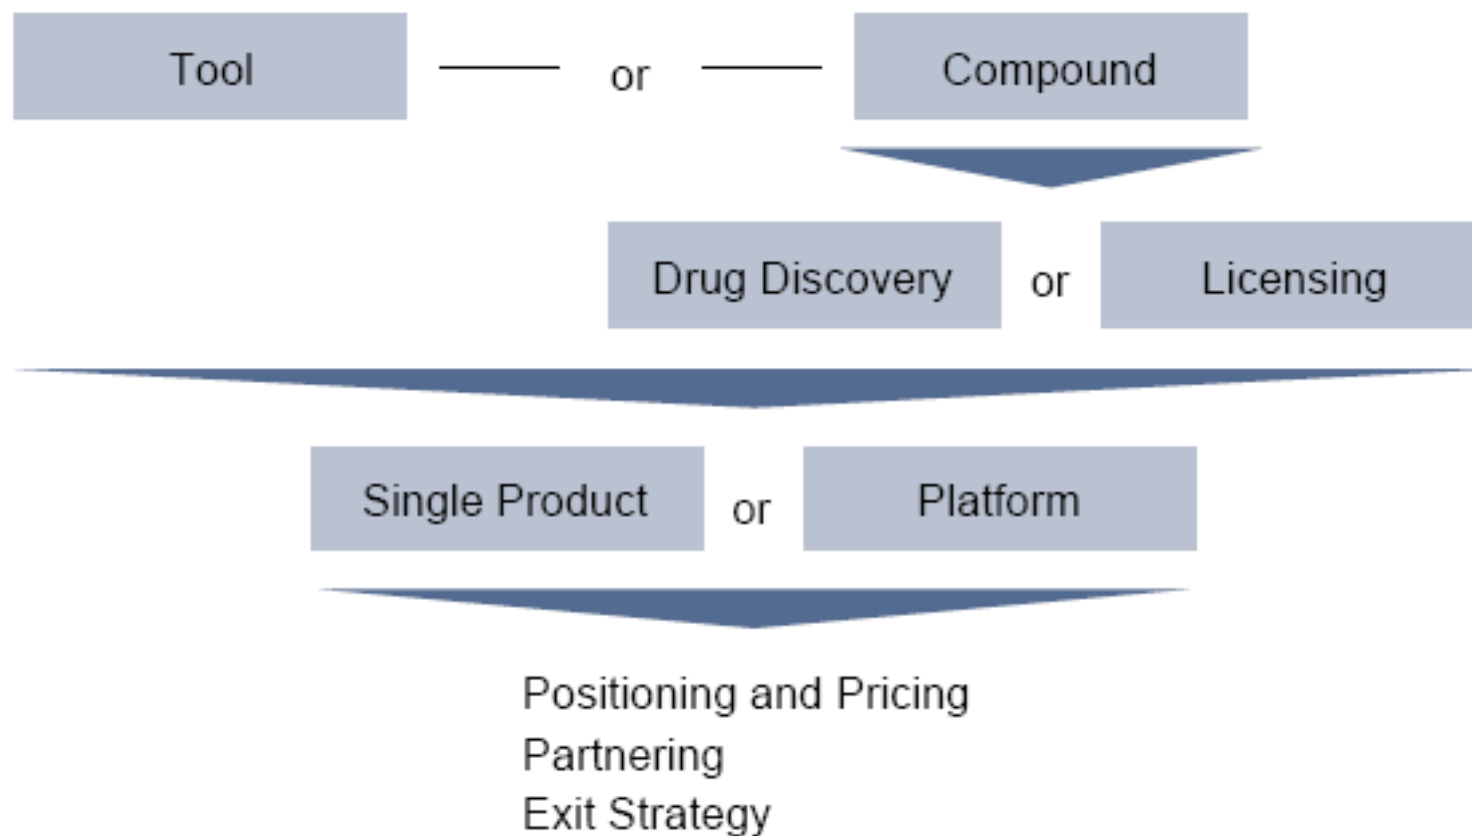 Tool or Compound
Drug Discovery or Licensing
Single Product or Platform
Positioning and Pricing
Partnering
Exit Strategy